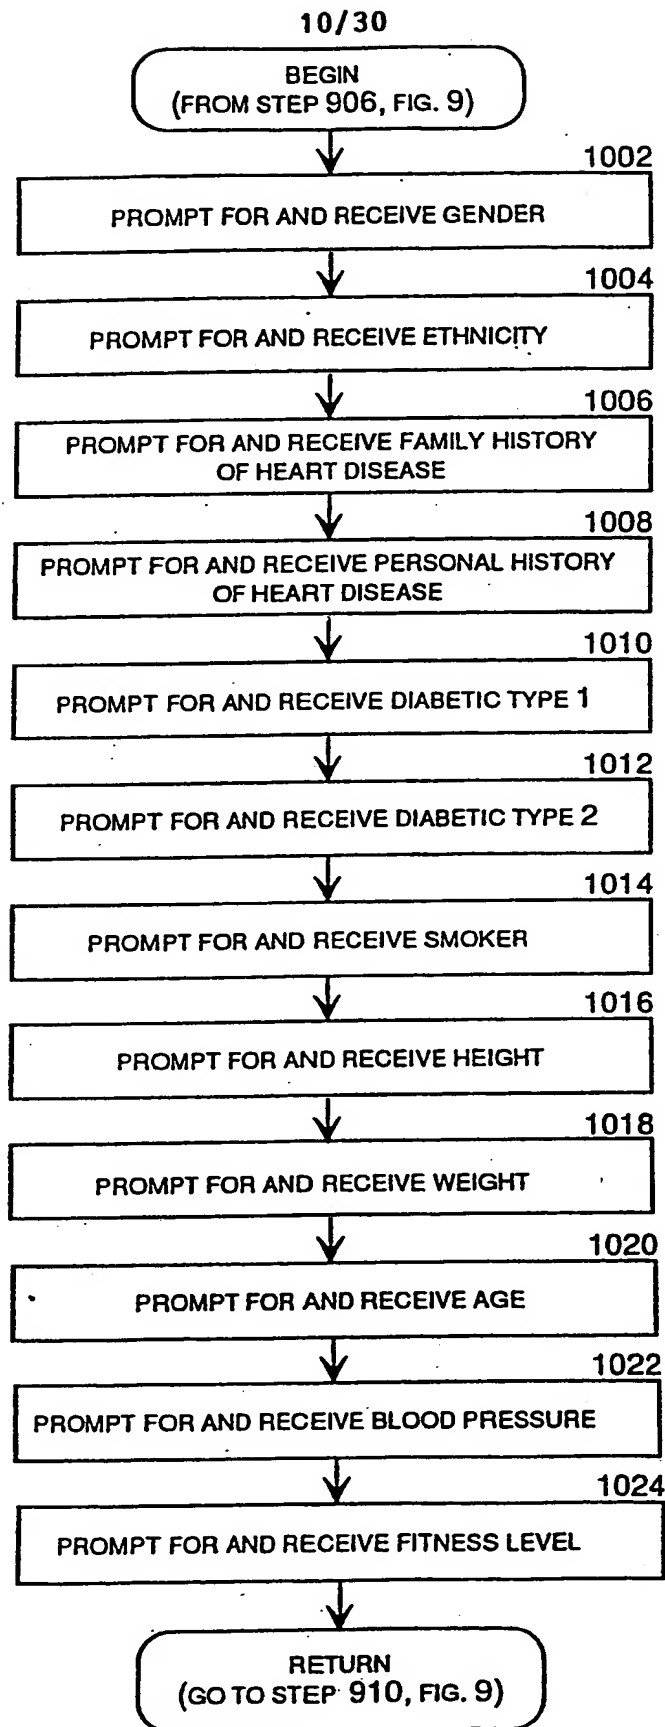 10/30
BEGIN
(FROM STEP 906, FIG. 9)
1002
PROMPT FOR AND RECEIVE GENDER
1004
PROMPT FOR AND RECEIVE ETHNICITY
1006
PROMPT FOR AND RECEIVE FAMILY HISTORY
OF HEART DISEASE
1008
PROMPT FOR AND RECEIVE PERSONAL HISTORY
OF HEART DISEASE
1010
PROMPT FOR AND RECEIVE DIABETIC TYPE 1
1012
PROMPT FOR AND RECEIVE DIABETIC TYPE 2
1014
PROMPT FOR AND RECEIVE SMOKER
1016
PROMPT FOR AND RECEIVE HEIGHT
1018
PROMPT FOR AND RECEIVE WEIGHT
1020
PROMPT FOR AND RECEIVE AGE
1022
PROMPT FOR AND RECEIVE BLOOD PRESSURE
1024
PROMPT FOR AND RECEIVE FITNESS LEVEL
RETURN
(GO TO STEP 910, FIG. 9)